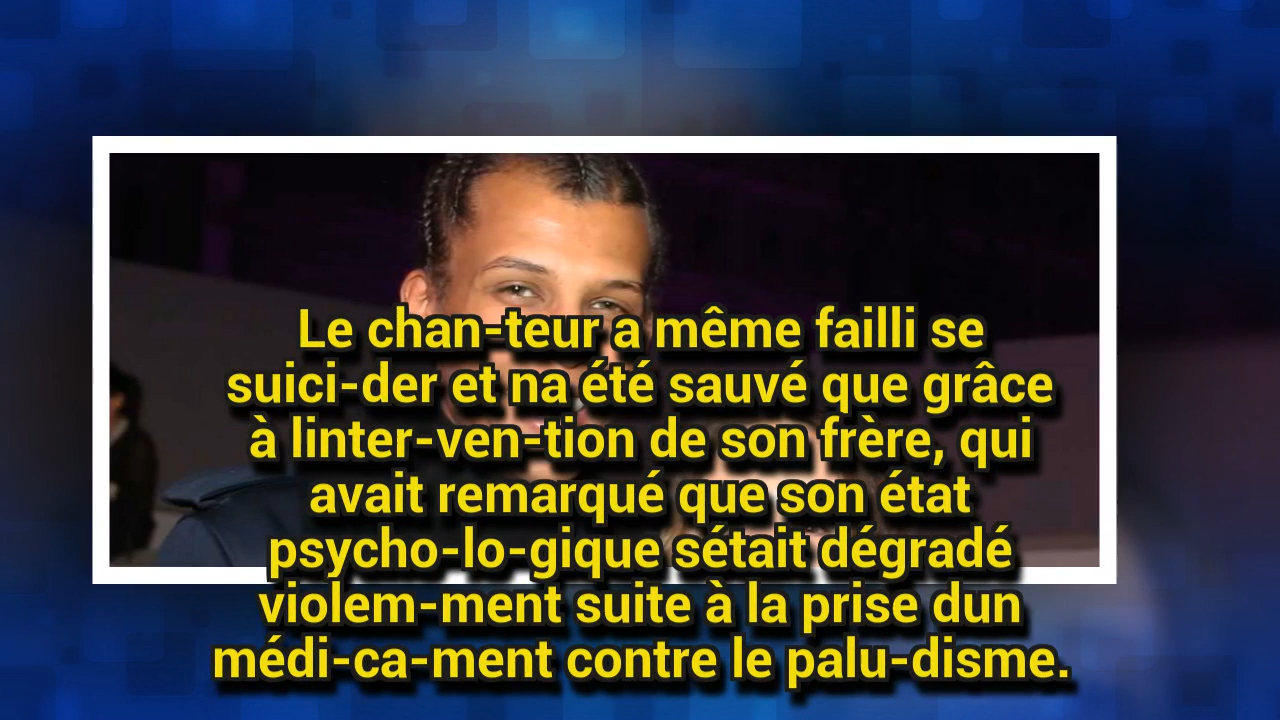 Le chan-teur a même failli se
suici-der et na été sauvé que grâce
à linter-ven-tion de son frère, qui
avait remarqué que son état
psycho-lo-gique sétait dégradé
violem-ment suite à la prise dun
médi-ca-ment contre le palu-disme.